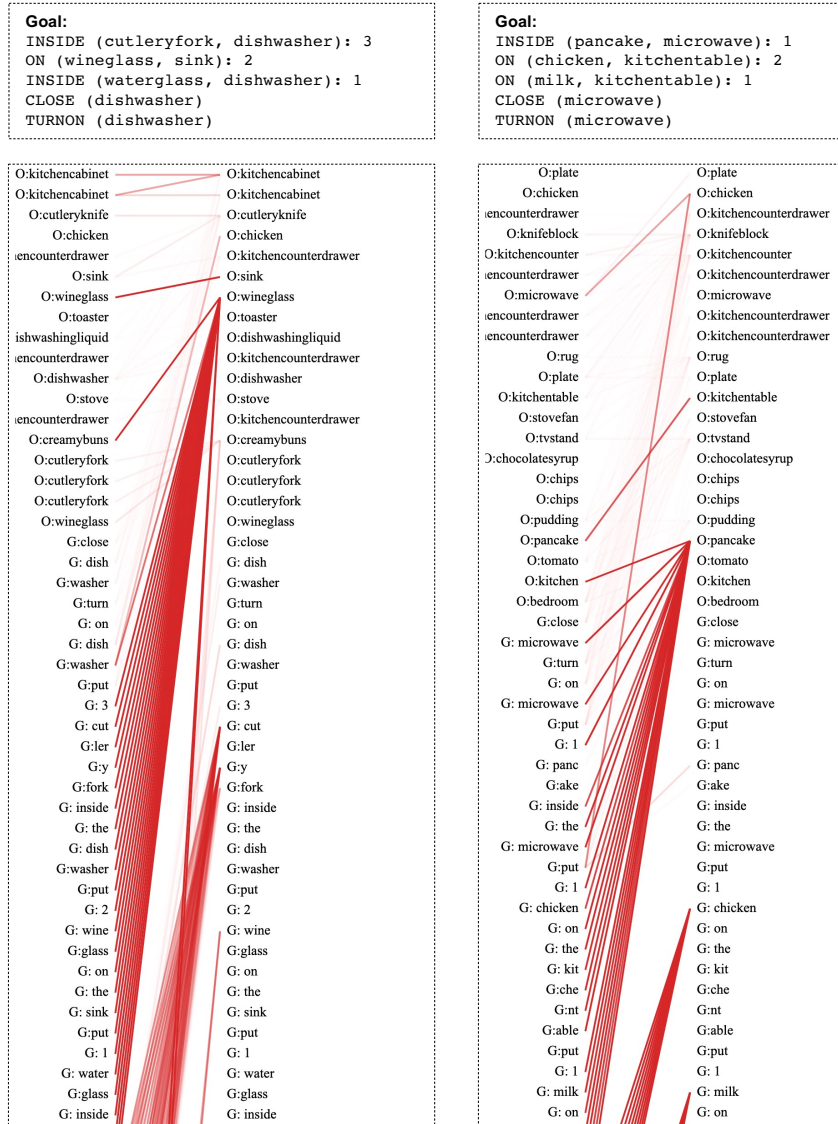 Goal:
INSIDE (cutleryfork, dishwasher): 3
ON (wineglass, sink): 2
INSIDE (waterglass, dishwasher): 1
CLOSE (dishwasher)
TURNON (dishwasher)
O:kitchencabinet O:kitchencabinet
O:kitchencabinet O:kitchencabinet
O:cutleryknife O:cutleryknife
O:chicken O:chicken
encounterdrawer O:kitchencounterdrawer
O:sink O:sink
O:wineglass O:wineglass
O:toaster O:toaster
ishwashingliquid O:dishwashingliquid
encounterdrawer O:kitchencounterdrawer
O:dishwasher O:dishwasher
O:stove O:stove
encounterdrawer O:kitchencounterdrawer
O:creamybuns O:creamybuns
O:cutleryfork O:cutleryfork
O:cutleryfork O:cutleryfork
O:cutleryfork O:cutleryfork
O:wineglass O:wineglass
G:close G:close
G: dish G: dish
G:washer G:washer
G:turn G:turn
G: on G: on
G: dish G: dish
G:washer G:washer
G:put G:put
G: 3 G: 3
G: cut G: cut
G:ler G:ler
G:y G:y
G:fork G:fork
G: inside G: inside
G: the G: the
G: dish G: dish
G:washer G:washer
G:put G:put
G: 2 G: 2
G: wine G: wine
G:glass G:glass
G: on G: on
G: the G: the
G: sink G: sink
G:put G:put
G: 1 G: 1
G: water G: water
G:glass G:glass
G: inside G: inside
Goal:
INSIDE (pancake, microwave): 1
ON (chicken, kitchentable): 2
ON (milk, kitchentable): 1
CLOSE (microwave)
TURNON (microwave)
O:plate O:plate
O:chicken O:chicken
encounterdrawer O:kitchencounterdrawer
O:knifeblock O:knifeblock
O:kitchencounter O:kitchencounter
encounterdrawer O:kitchencounterdrawer
O:microwave O:microwave
encounterdrawer O:kitchencounterdrawer
encounterdrawer O:kitchencounterdrawer
O:rug O:rug
O:plate O:plate
O:kitchentable O:kitchentable
O:stovefan O:stovefan
O:tvstand O:tvstand
O:chocolatesyrup O:chocolatesyrup
O:chips O:chips
O:chips O:chips
O:pudding O:pudding
O:pancake O:pancake
O:tomato O:tomato
O:kitchen O:kitchen
O:bedroom O:bedroom
G:close G:close
G: microwave G: microwave
G:turn G:turn
G: on G: on
G: microwave G: microwave
G:put G:put
G: 1 G: 1
G: panc G: panc
G:ake G:ake
G: inside G: inside
G: the G: the
G: microwave G: microwave
G:put G:put
G: 1 G: 1
G: chicken G: chicken
G: on G: on
G: the G: the
G: kit G: kit
G:che G:che
G:nt G:nt
G:able G:able
G:put G:put
G: 1 G: 1
G: milk G: milk
G: on G: on